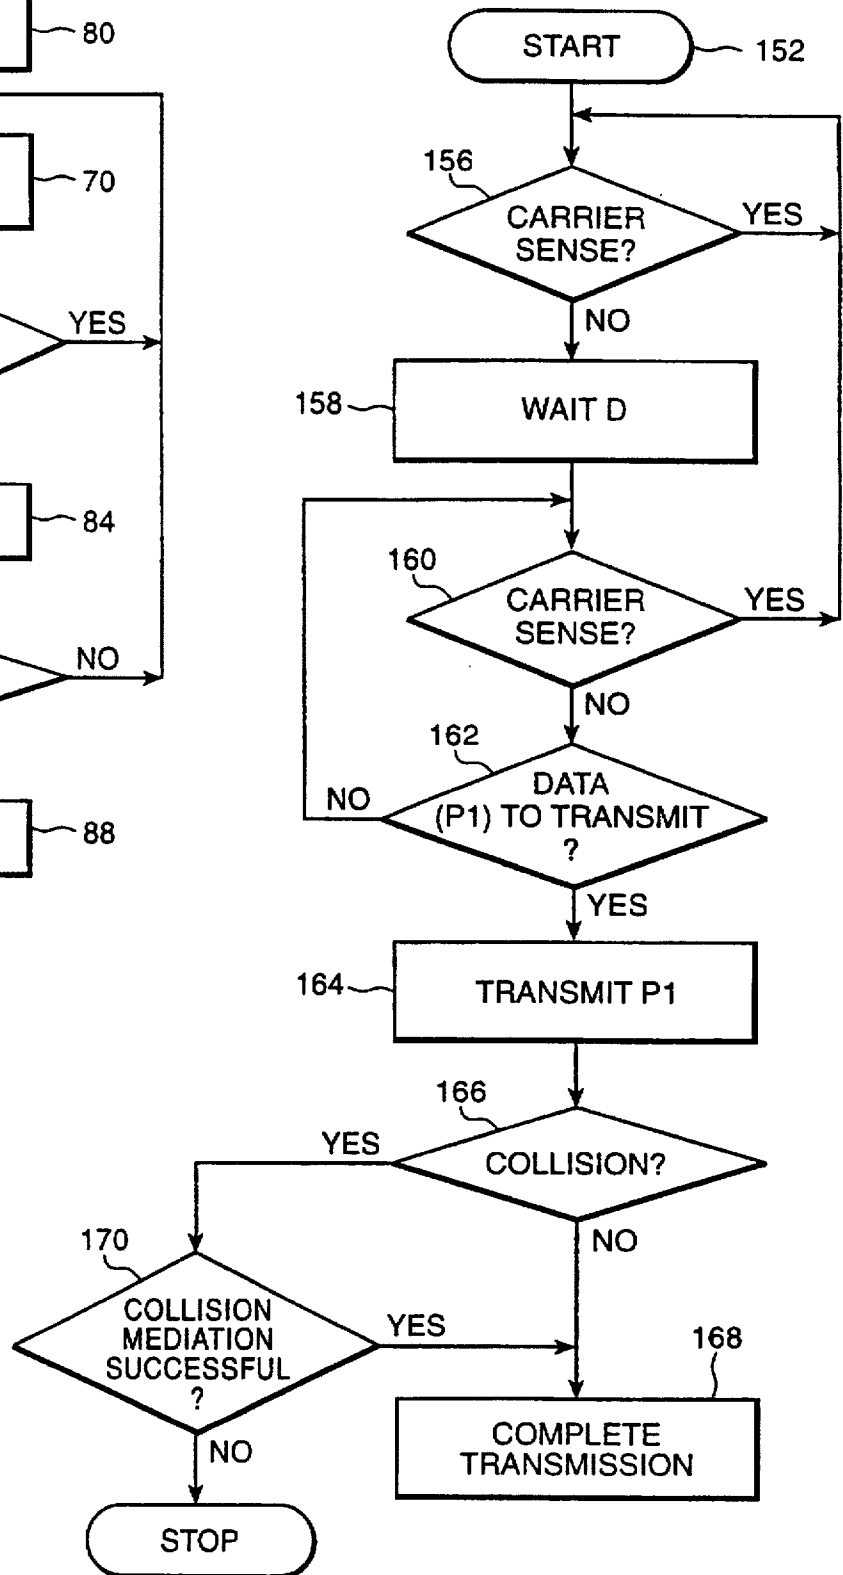 80
70
YES
84
NO
88
START
152
156
CARRIER
SENSE?
YES
NO
158
WAIT D
160
CARRIER
SENSE?
YES
NO
162
DATA
(P1) TO TRANSMIT
?
NO
YES
164
TRANSMIT P1
166
COLLISION?
YES
NO
170
COLLISION
MEDIATION
SUCCESSFUL
?
YES
NO
168
COMPLETE
TRANSMISSION
STOP